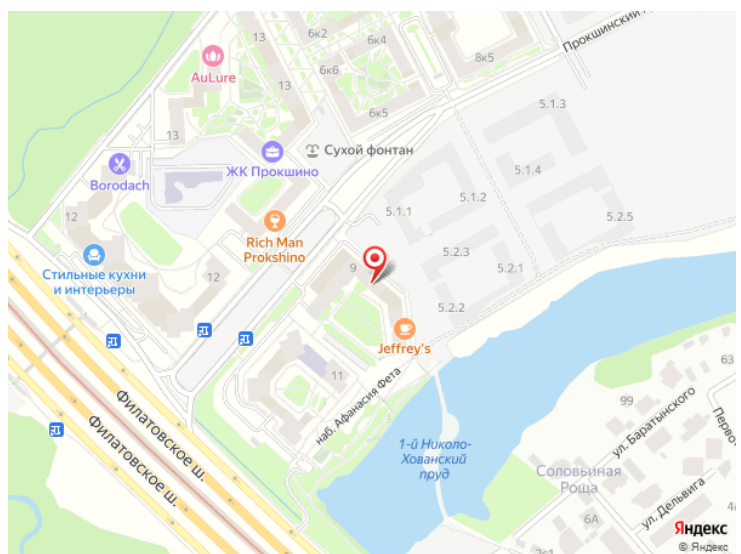 6к2
6к4
8к5
Прокшинский
13
13
AuLure
6к6
6к5
5.1.3
13
Сухой фонтан
ЖК Прокшино
Borodach
5.1.4
5.1.2
5.1.1
5.2.5
12
Rich Man
Prokshino
Стильные кухни
и интерьеры
12
9
5.2.3
5.2.1
5.2.2
Jeffrey's
11
наб. Афанасия Фета
Филатовское ш.
Филатовское ш.
1-й Николо-
Хованский
пруд
63
99
ул. Баратынского
Соловьиная
Роща
ул. Дельвига
6А
Яндекс
© Яндекс